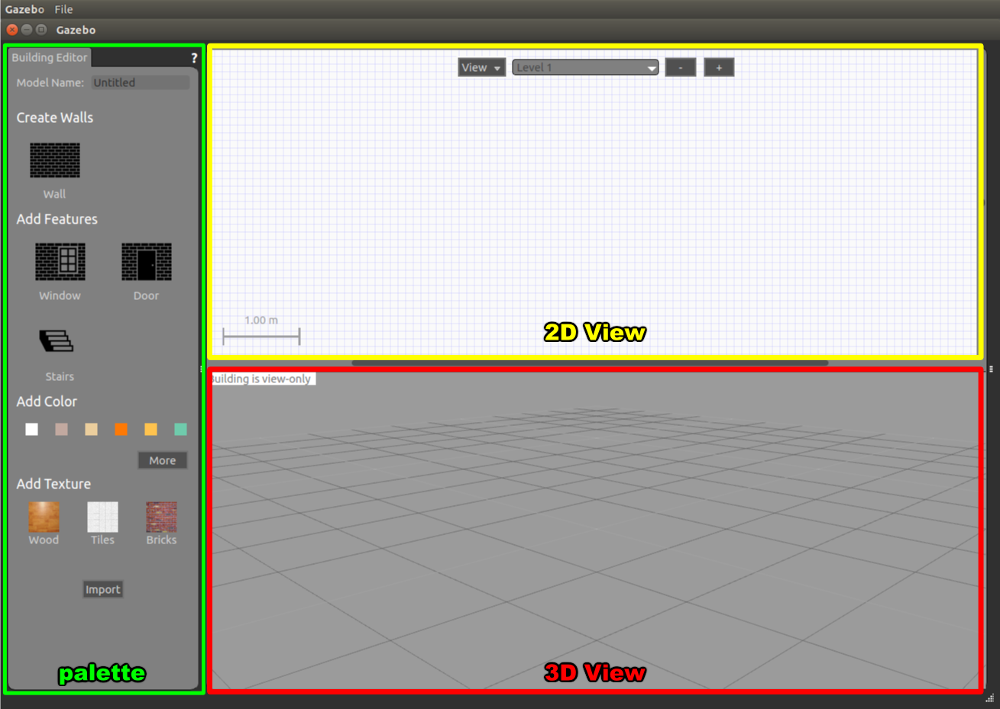 Gazebo File
Gazebo
Building Editor ?
Model Name: Untitled
Create Walls
Wall
Add Features
Window Door
Stairs
Add Color
More
Add Texture
Wood Tiles Bricks
Import
palette
View Level 1 - +
1.00 m
2D View
Building is view-only
3D View